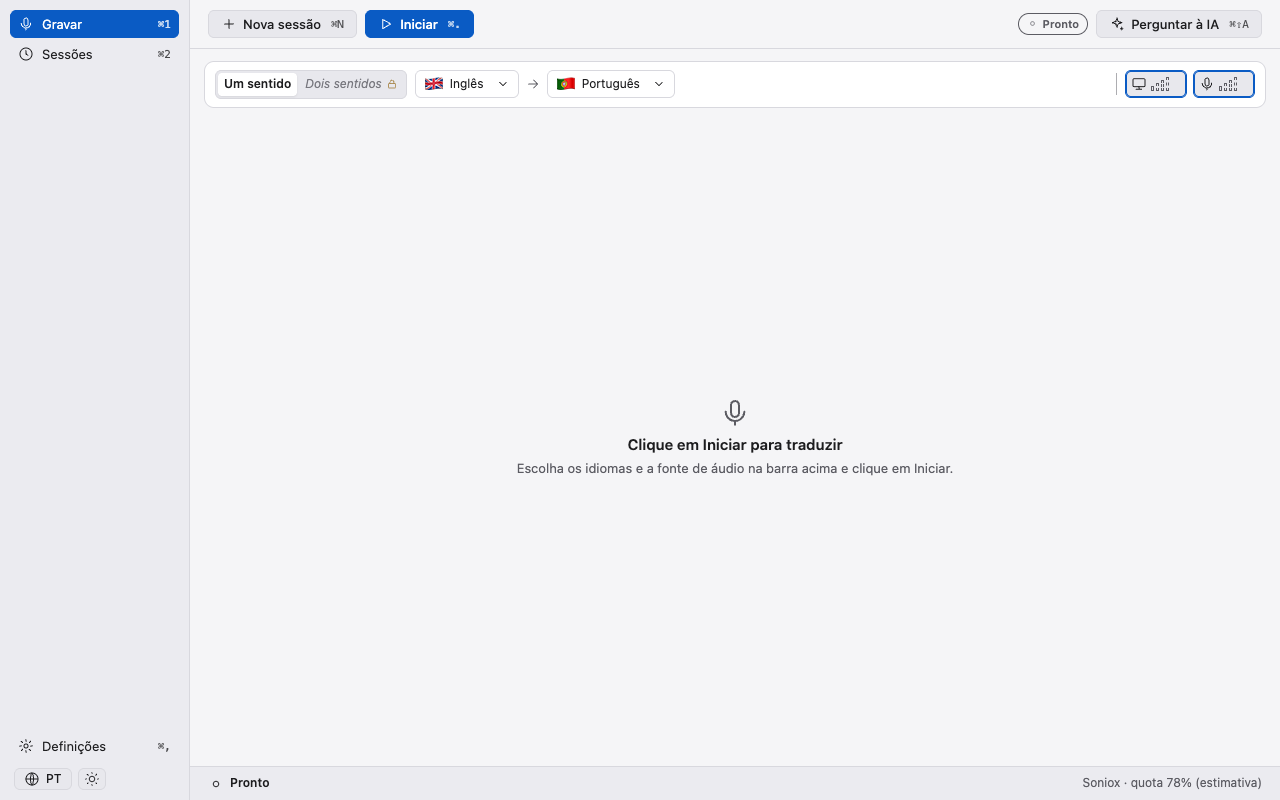 Gravar ⌘1
Sessões ⌘2
Nova sessão ⌘N
Iniciar ⌘.
Pronto
Perguntar à IA ⌘⇧A
Um sentido
Dois sentidos
Inglês
Português
Clique em Iniciar para traduzir
Escolha os idiomas e a fonte de áudio na barra acima e clique em Iniciar.
Definições ⌘,
PT
Pronto
Soniox · quota 78% (estimativa)